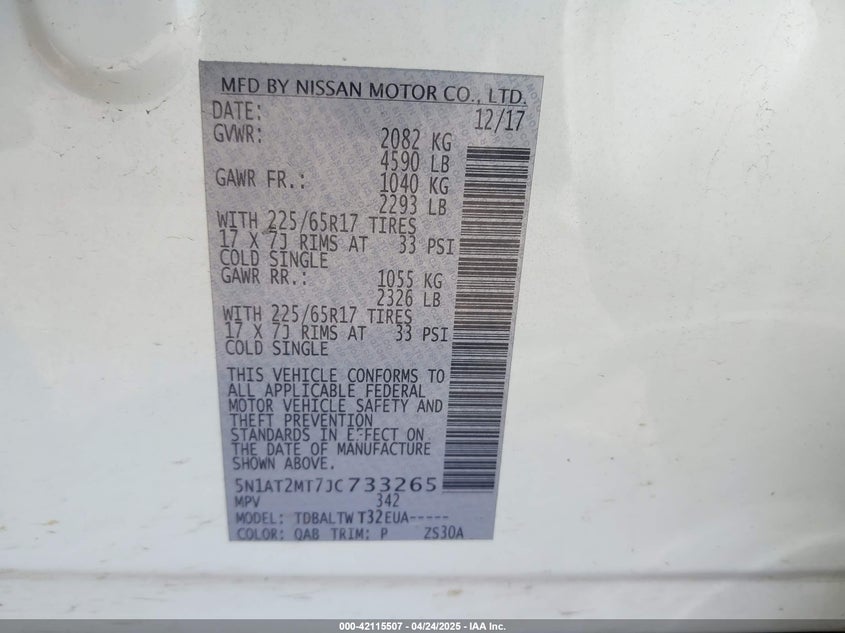 MFD BY NISSAN MOTOR CO., LTD.
DATE: 12/17
GVWR: 2082 KG
4590 LB
GAWR FR.: 1040 KG
2293 LB
WITH 225/65R17 TIRES
17 X 7J RIMS AT 33 PSI
COLD SINGLE
GAWR RR.: 1055 KG
2326 LB
WITH 225/65R17 TIRES
17 X 7J RIMS AT 33 PSI
COLD SINGLE
THIS VEHICLE CONFORMS TO
ALL APPLICABLE FEDERAL
MOTOR VEHICLE SAFETY AND
THEFT PREVENTION
STANDARDS IN EFFECT ON
THE DATE OF MANUFACTURE
SHOWN ABOVE.
5N1AT2MT7JC733265
MPV 342
MODEL: TDBALTW T32EUA-----
COLOR: QAB TRIM: P ZS30A
000-42115507 - 04/24/2025 - IAA Inc.